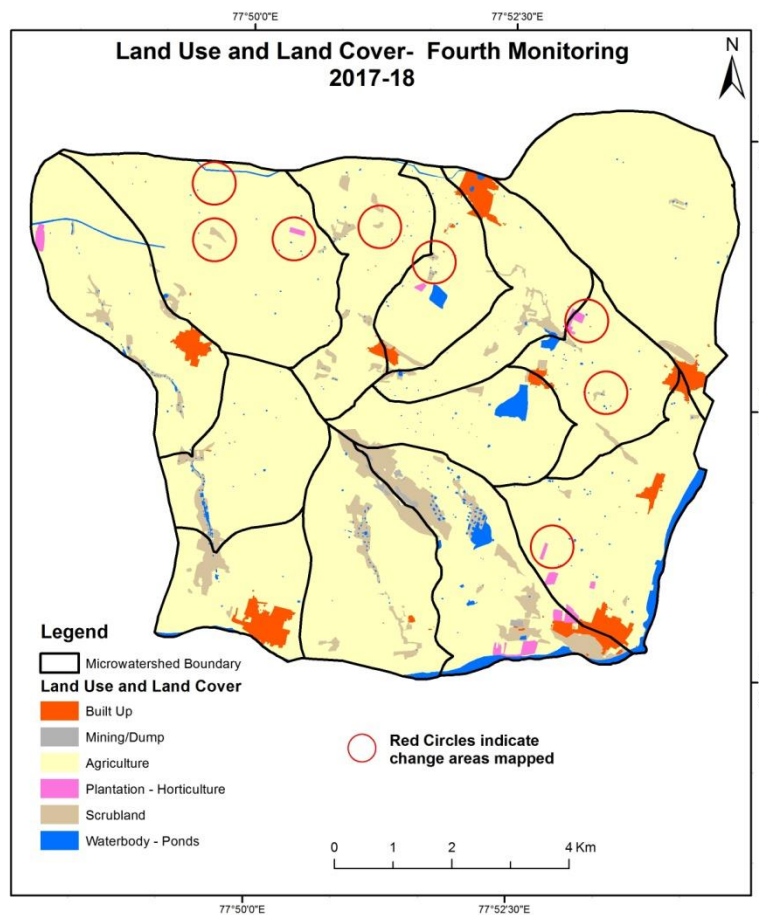 77°50'0"E
77°52'30"E
Land Use and Land Cover-  Fourth Monitoring
2017-18
N
Legend
Microwatershed Boundary
Land Use and Land Cover
Built Up
Mining/Dump
Agriculture
Plantation - Horticulture
Scrubland
Waterbody - Ponds
Red Circles indicate
change areas mapped
0 1 2 4 Km
77°50'0"E
77°52'30"E